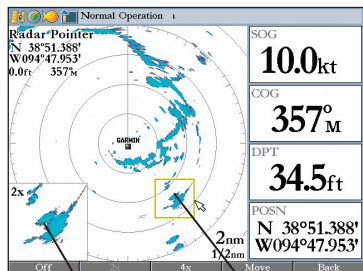 Normal Operation
Radar Pointer
N 38°51.388'
W094°47.953'
0.0ft 357°M
GARMIN
2x
2nm
1/2nm
SOG
10.0kt
COG
357°M
DPT
34.5ft
POSN
N 38°51.388'
W094°47.953'
Off 2x 4x Move Back